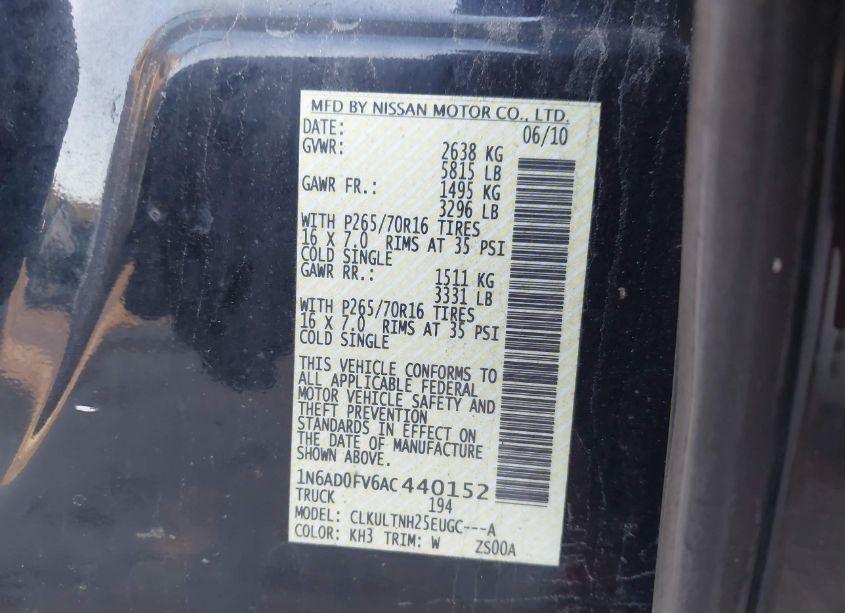 MFD BY NISSAN MOTOR CO., LTD.
DATE: 06/10
GVWR: 2638 KG
5815 LB
GAWR FR.: 1495 KG
3296 LB
WITH P265/70R16 TIRES
16 X 7.0 RIMS AT 35 PSI
COLD SINGLE
GAWR RR.: 1511 KG
3331 LB
WITH P265/70R16 TIRES
16 X 7.0 RIMS AT 35 PSI
COLD SINGLE
THIS VEHICLE CONFORMS TO
ALL APPLICABLE FEDERAL
MOTOR VEHICLE SAFETY AND
THEFT PREVENTION
STANDARDS IN EFFECT ON
THE DATE OF MANUFACTURE
SHOWN ABOVE.
1N6AD0FV6AC440152
TRUCK 194
MODEL: CLKULTNH25EUGC---A
COLOR: KH3 TRIM: W ZS00A